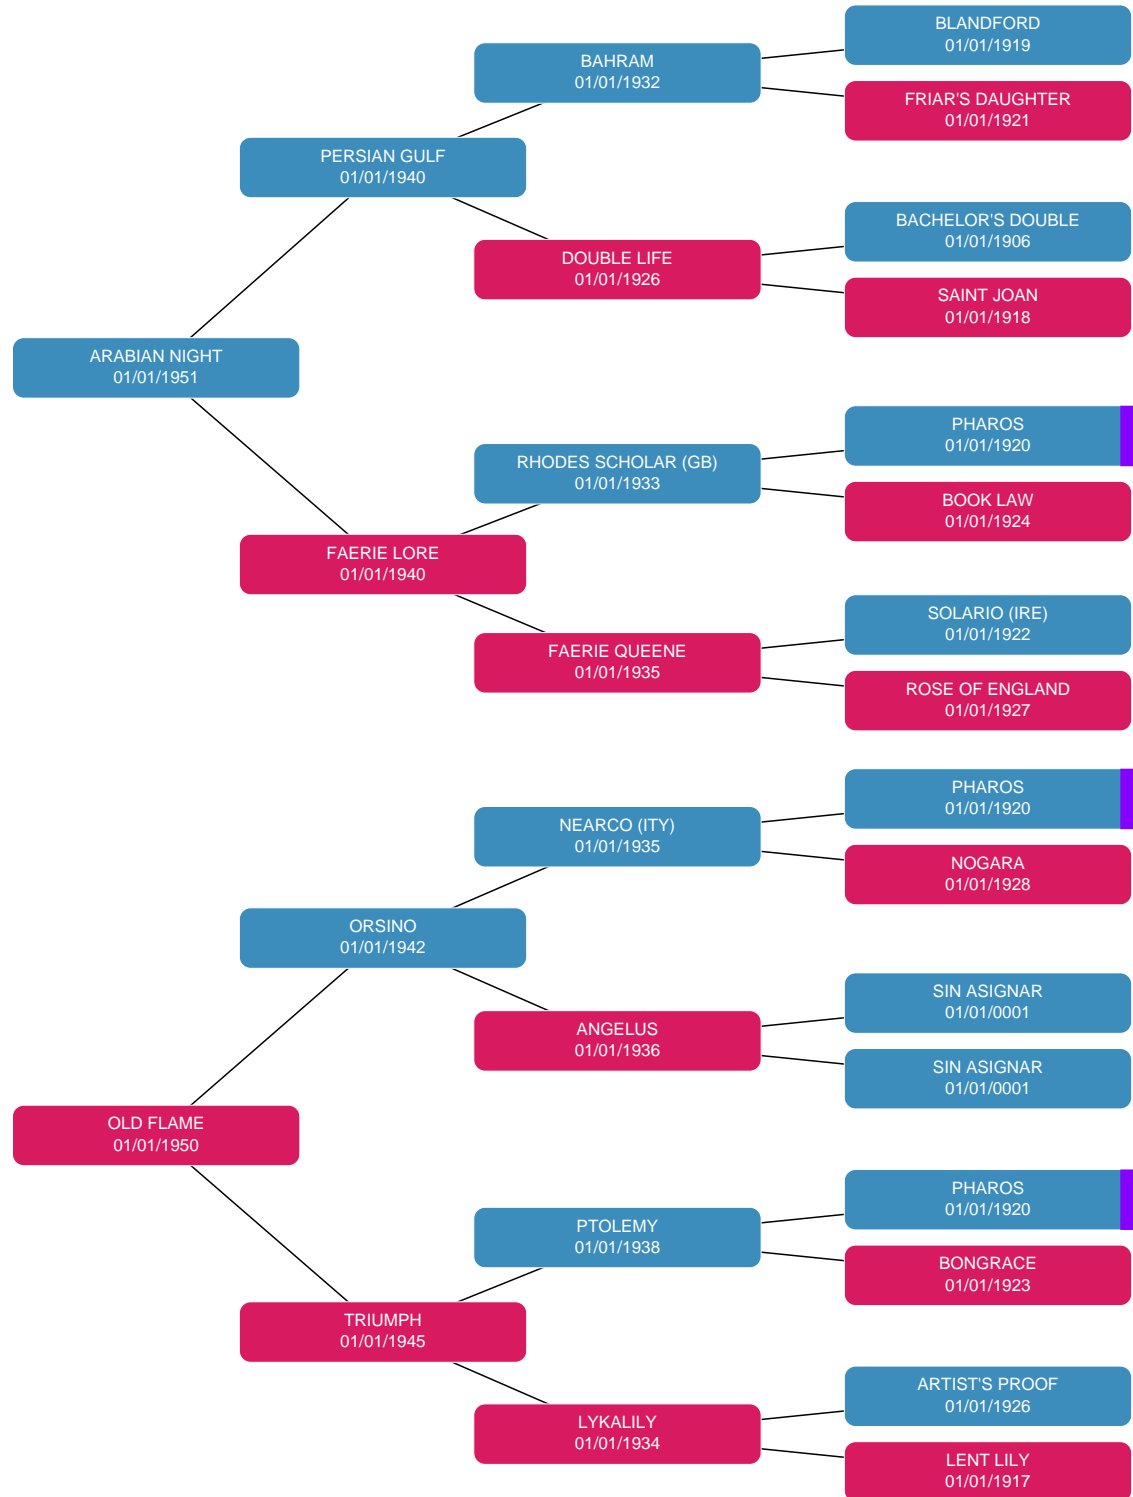 BLANDFORD
01/01/1919
BAHRAM
01/01/1932
FRIAR'S DAUGHTER
01/01/1921
PERSIAN GULF
01/01/1940
BACHELOR'S DOUBLE
01/01/1906
DOUBLE LIFE
01/01/1926
SAINT JOAN
01/01/1918
ARABIAN NIGHT
01/01/1951
PHAROS
01/01/1920
RHODES SCHOLAR (GB)
01/01/1933
BOOK LAW
01/01/1924
FAERIE LORE
01/01/1940
SOLARIO (IRE)
01/01/1922
FAERIE QUEENE
01/01/1935
ROSE OF ENGLAND
01/01/1927
PHAROS
01/01/1920
NEARCO (ITY)
01/01/1935
NOGARA
01/01/1928
ORSINO
01/01/1942
SIN ASIGNAR
01/01/0001
ANGELUS
01/01/1936
SIN ASIGNAR
01/01/0001
OLD FLAME
01/01/1950
PHAROS
01/01/1920
PTOLEMY
01/01/1938
BONGRACE
01/01/1923
TRIUMPH
01/01/1945
ARTIST'S PROOF
01/01/1926
LYKALILY
01/01/1934
LENT LILY
01/01/1917